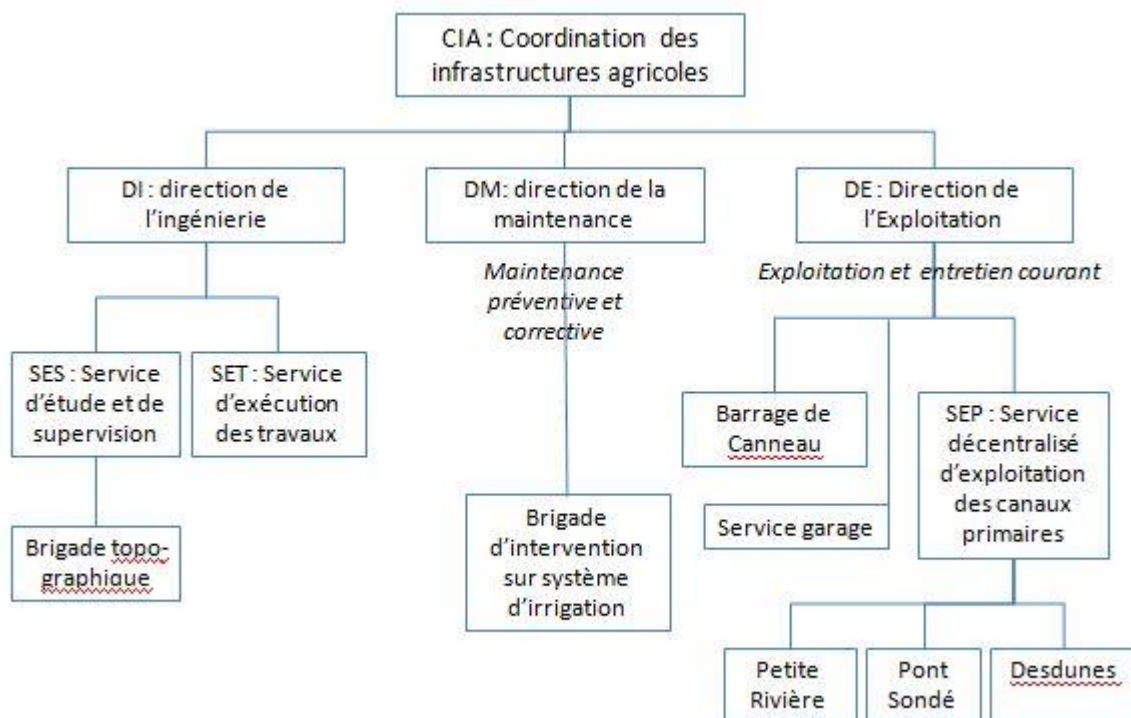 CIA : Coordination des
infrastructures agricoles
DI : direction de
l'ingénierie
DM: direction de la
maintenance
DE : Direction de
l'Exploitation
Maintenance
préventive et
corrective
Exploitation et entretien courant
SES : Service
d'étude et de
supervision
SET : Service
d'exécution
des travaux
Barrage de
Canneau
SEP : Service
décentralisé
d'exploitation
des canaux
primaires
Service garage
Brigade topo-
graphique
Brigade
d'intervention
sur système
d'irrigation
Petite
Rivière
Pont
Sondé
Desdunes